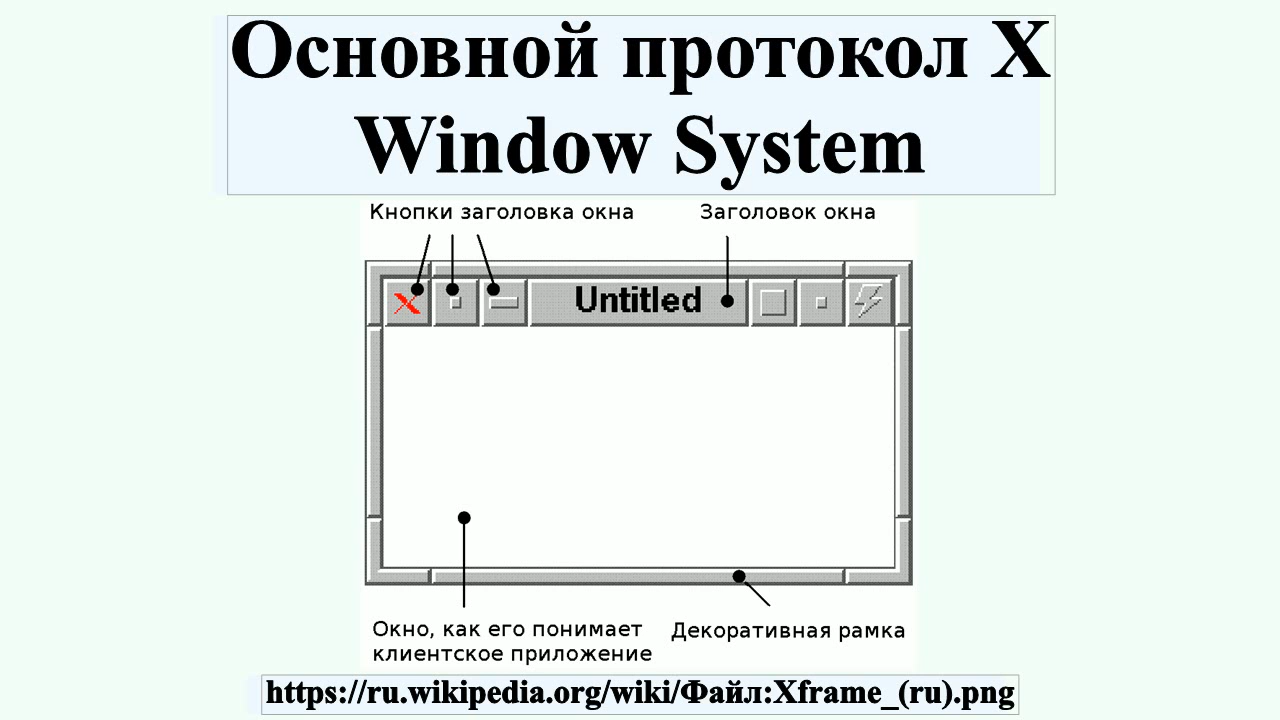 Основной протокол X
Window System
Кнопки заголовка окна
Заголовок окна
X
Untitled
Окно, как его понимает
клиентское приложение
Декоративная рамка
https://ru.wikipedia.org/wiki/Файл:Xframe_(ru).png